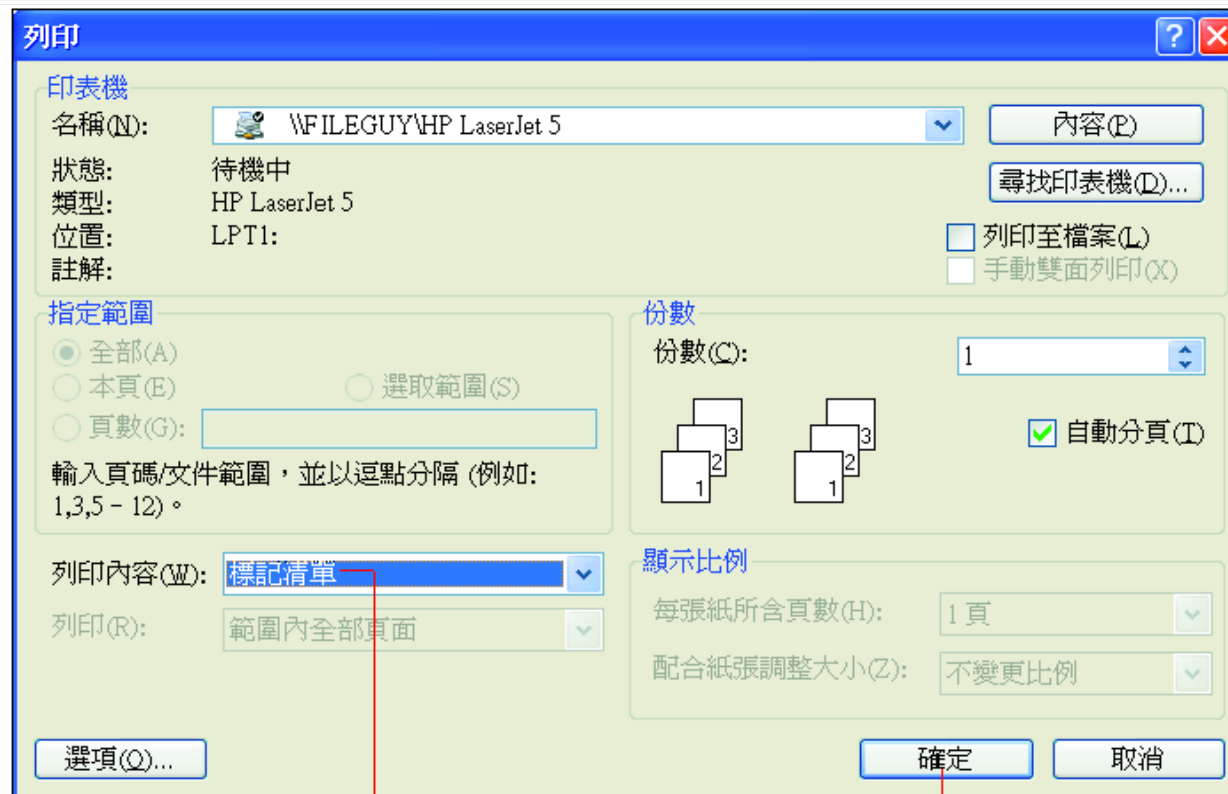 列印
印表機
名稱(N): \\FILEGUY\HP LaserJet 5 內容(P)
狀態: 待機中 尋找印表機(D)...
類型: HP LaserJet 5
位置: LPT1: 列印至檔案(L)
註解: 手動雙面列印(X)
指定範圍
全部(A)
本頁(E) 選取範圍(S)
頁數(G):
輸入頁碼/文件範圍，並以逗點分隔 (例如:
1,3,5－12)。
份數
份數(C): 1
3 3
2 2
1 1
自動分頁(T)
列印內容(W): 標記清單
列印(R): 範圍內全部頁面
顯示比例
每張紙所含頁數(H): 1 頁
配合紙張調整大小(Z): 不變更比例
選項(O)... 確定 取消